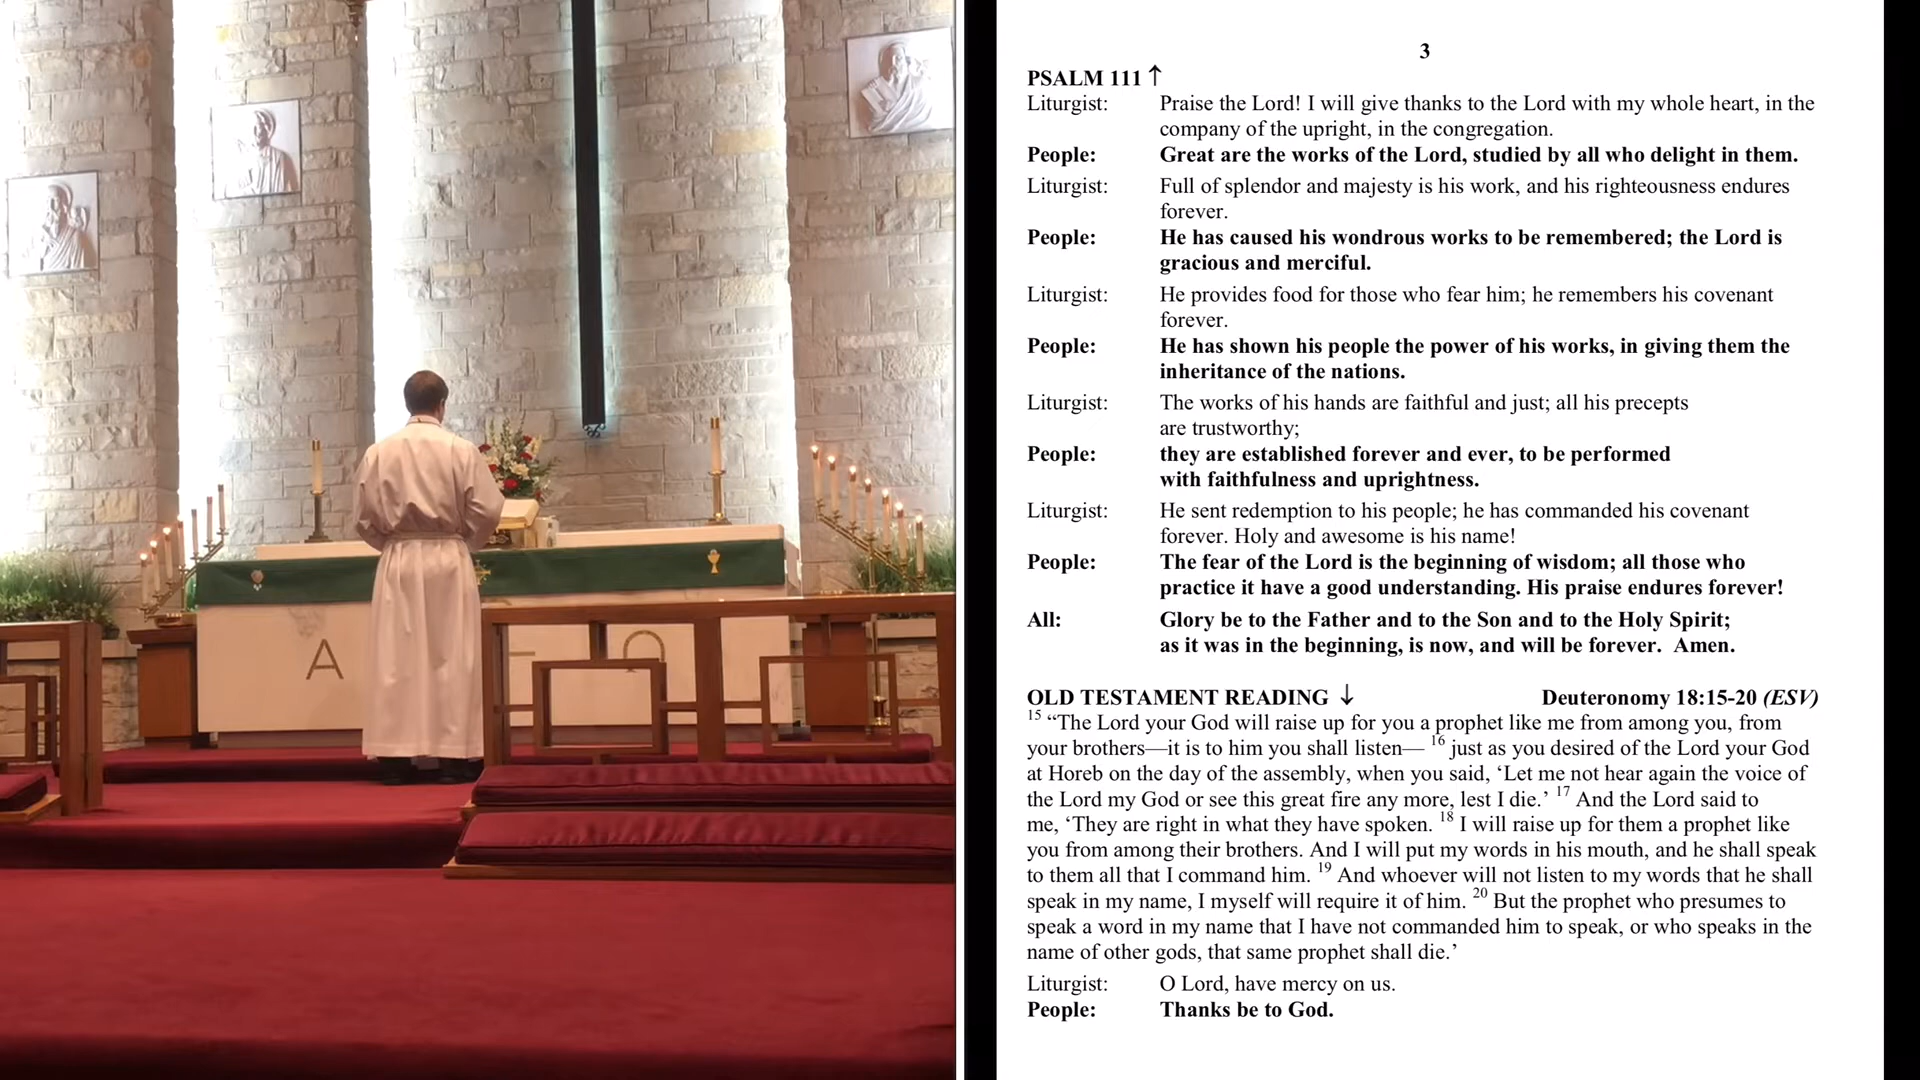 A
3
PSALM 111 ↑
Liturgist: Praise the Lord! I will give thanks to the Lord with my whole heart, in the
company of the upright, in the congregation.
People: Great are the works of the Lord, studied by all who delight in them.
Liturgist: Full of splendor and majesty is his work, and his righteousness endures
forever.
People: He has caused his wondrous works to be remembered; the Lord is
gracious and merciful.
Liturgist: He provides food for those who fear him; he remembers his covenant
forever.
People: He has shown his people the power of his works, in giving them the
inheritance of the nations.
Liturgist: The works of his hands are faithful and just; all his precepts
are trustworthy;
People: they are established forever and ever, to be performed
with faithfulness and uprightness.
Liturgist: He sent redemption to his people; he has commanded his covenant
forever. Holy and awesome is his name!
People: The fear of the Lord is the beginning of wisdom; all those who
practice it have a good understanding. His praise endures forever!
All: Glory be to the Father and to the Son and to the Holy Spirit;
as it was in the beginning, is now, and will be forever.  Amen.
OLD TESTAMENT READING ↓ Deuteronomy 18:15-20 (ESV)
15 “The Lord your God will raise up for you a prophet like me from among you, from
your brothers—it is to him you shall listen— 16 just as you desired of the Lord your God
at Horeb on the day of the assembly, when you said, ‘Let me not hear again the voice of
the Lord my God or see this great fire any more, lest I die.’ 17 And the Lord said to
me, ‘They are right in what they have spoken. 18 I will raise up for them a prophet like
you from among their brothers. And I will put my words in his mouth, and he shall speak
to them all that I command him. 19 And whoever will not listen to my words that he shall
speak in my name, I myself will require it of him. 20 But the prophet who presumes to
speak a word in my name that I have not commanded him to speak, or who speaks in the
name of other gods, that same prophet shall die.’
Liturgist: O Lord, have mercy on us.
People: Thanks be to God.